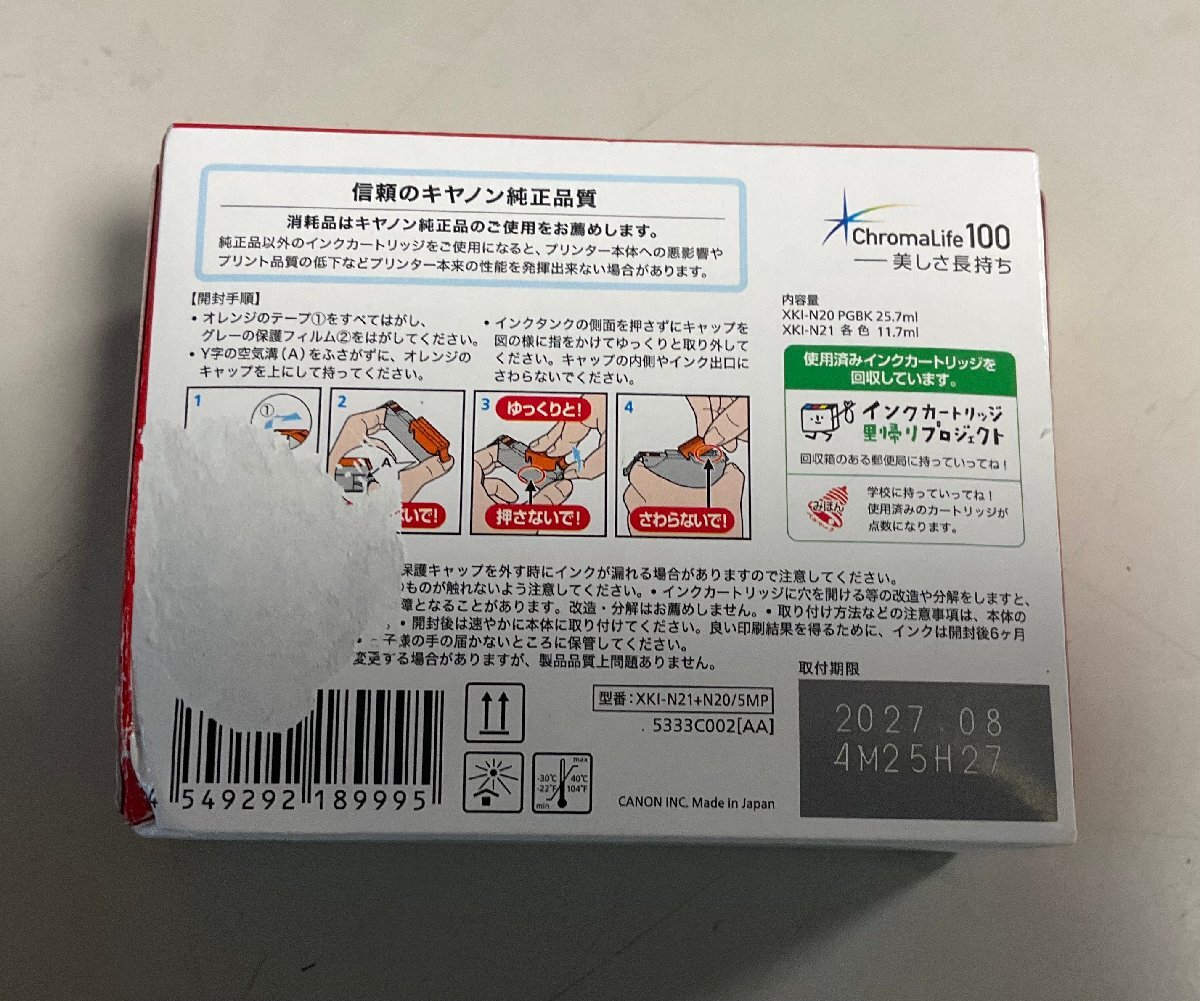 信頼のキヤノン純正品質
消耗品はキヤノン純正品のご使用をお薦めします。
純正品以外のインクカートリッジをご使用になると、プリンター本体への悪影響や
プリント品質の低下などプリンター本来の性能を発揮出来ない場合があります。
ChromaLife100
美しさ長持ち
【開封手順】
• オレンジのテープ①をすべてはがし、
グレーの保護フィルム②をはがしてください。
• Y字の空気溝(A)をふさがずに、オレンジの
キャップを上にして持ってください。
• インクタンクの側面を押さずにキャップを
図の様に指をかけてゆっくりと取り外して
ください。キャップの内側やインク出口に
さわらないでください。
内容量
XKI-N20 PGBK 25.7ml
XKI-N21 各色 11.7ml
使用済みインクカートリッジを
回収しています。
インクカートリッジ
里帰りプロジェクト
回収箱のある郵便局に持っていってね!
みほん
学校に持っていってね!
使用済みのカートリッジが
点数になります。
1
①
2
A
いで!
3
ゆっくりと!
押さないで!
4
さわらないで!
保護キャップを外す時にインクが漏れる場合がありますので注意してください。
ものが触れないよう注意してください。• インクカートリッジに穴を開ける等の改造や分解をしますと、
障となることがあります。改造・分解はお薦めしません。• 取り付け方法などの注意事項は、本体の
• 開封後は速やかに本体に取り付けてください。良い印刷結果を得るために、インクは開封後6ヶ月
子様の手の届かないところに保管してください。
変更する場合がありますが、製品品質上問題ありません。
取付期限
2027.08
4M25H27
型番:XKI-N21+N20/5MP
5333C002[AA]
-30℃
-22℉
min
max
40℃
104℉
CANON INC. Made in Japan
4 549292 189995